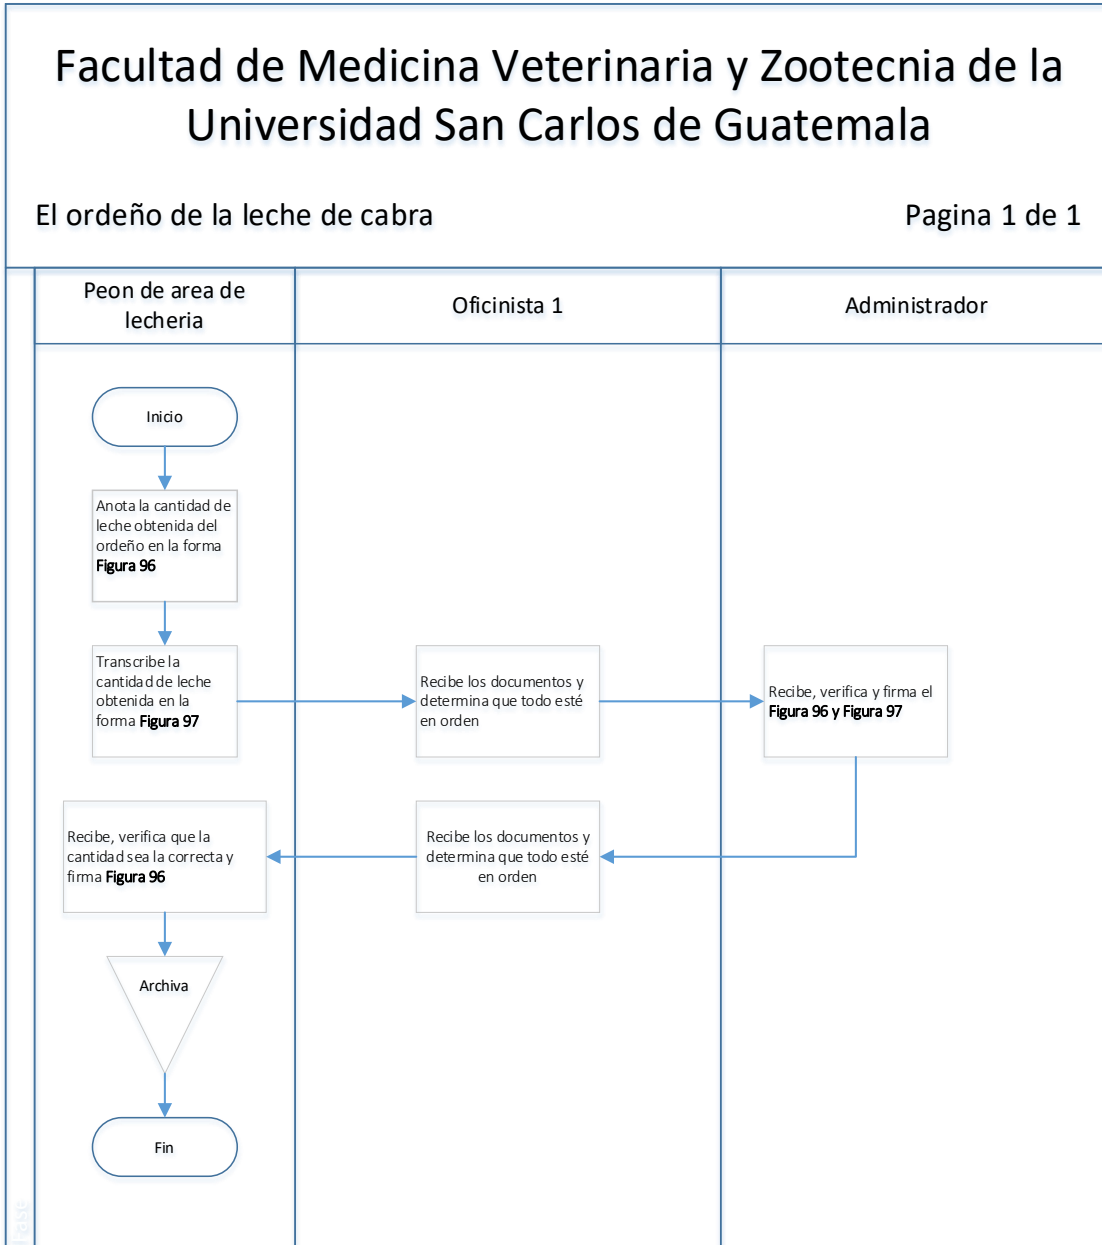 Facultad de Medicina Veterinaria y Zootecnia de la
Universidad San Carlos de Guatemala
El ordeño de la leche de cabra
Pagina 1 de 1
Peon de area de
lecheria
Oficinista 1
Administrador
Inicio
Anota la cantidad de
leche obtenida del
ordeño en la forma
Figura 96
Transcribe la
cantidad de leche
obtenida en la
forma Figura 97
Recibe los documentos y
determina que todo esté
en orden
Recibe, verifica y firma el
Figura 96 y Figura 97
Recibe los documentos y
determina que todo esté
en orden
Recibe, verifica que la
cantidad sea la correcta y
firma Figura 96
Archiva
Fin
Fase